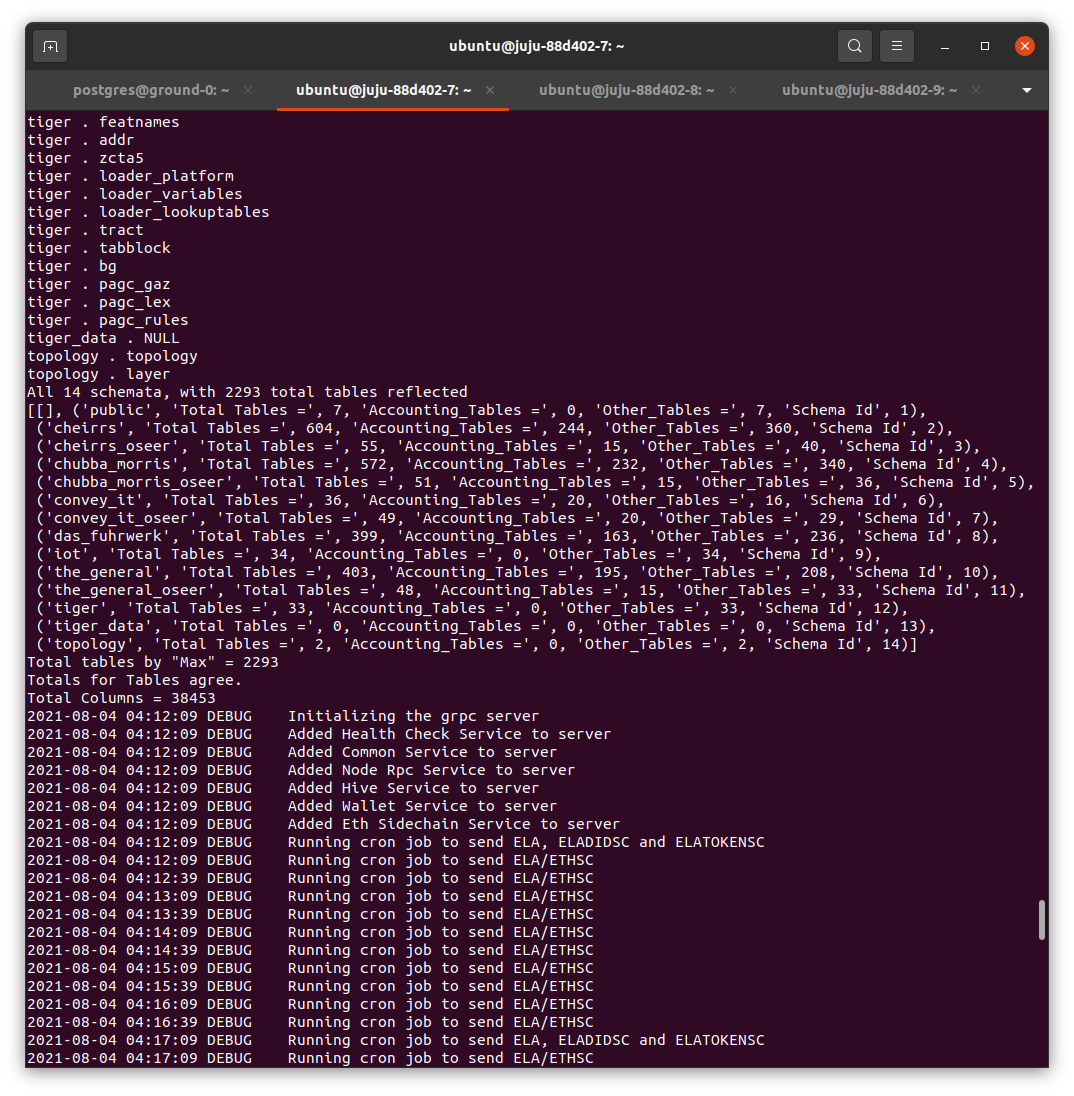 ubuntu@juju-88d402-7: ~
postgres@ground-0: ~ × ubuntu@juju-88d402-7: ~ × ubuntu@juju-88d402-8: ~ × ubuntu@juju-88d402-9: ~ ×
tiger . featnames
tiger . addr
tiger . zcta5
tiger . loader_platform
tiger . loader_variables
tiger . loader_lookuptables
tiger . tract
tiger . tabblock
tiger . bg
tiger . pagc_gaz
tiger . pagc_lex
tiger . pagc_rules
tiger_data . NULL
topology . topology
topology . layer
All 14 schemata, with 2293 total tables reflected
[[], ('public', 'Total Tables =', 7, 'Accounting_Tables =', 0, 'Other_Tables =', 7, 'Schema Id', 1),
('cheirrs', 'Total Tables =', 604, 'Accounting_Tables =', 244, 'Other_Tables =', 360, 'Schema Id', 2),
('cheirrs_oseer', 'Total Tables =', 55, 'Accounting_Tables =', 15, 'Other_Tables =', 40, 'Schema Id', 3),
('chubba_morris', 'Total Tables =', 572, 'Accounting_Tables =', 232, 'Other_Tables =', 340, 'Schema Id', 4),
('chubba_morris_oseer', 'Total Tables =', 51, 'Accounting_Tables =', 15, 'Other_Tables =', 36, 'Schema Id', 5),
('convey_it', 'Total Tables =', 36, 'Accounting_Tables =', 20, 'Other_Tables =', 16, 'Schema Id', 6),
('convey_it_oseer', 'Total Tables =', 49, 'Accounting_Tables =', 20, 'Other_Tables =', 29, 'Schema Id', 7),
('das_fuhrwerk', 'Total Tables =', 399, 'Accounting_Tables =', 163, 'Other_Tables =', 236, 'Schema Id', 8),
('iot', 'Total Tables =', 34, 'Accounting_Tables =', 0, 'Other_Tables =', 34, 'Schema Id', 9),
('the_general', 'Total Tables =', 403, 'Accounting_Tables =', 195, 'Other_Tables =', 208, 'Schema Id', 10),
('the_general_oseer', 'Total Tables =', 48, 'Accounting_Tables =', 15, 'Other_Tables =', 33, 'Schema Id', 11),
('tiger', 'Total Tables =', 33, 'Accounting_Tables =', 0, 'Other_Tables =', 33, 'Schema Id', 12),
('tiger_data', 'Total Tables =', 0, 'Accounting_Tables =', 0, 'Other_Tables =', 0, 'Schema Id', 13),
('topology', 'Total Tables =', 2, 'Accounting_Tables =', 0, 'Other_Tables =', 2, 'Schema Id', 14)]
Total tables by "Max" = 2293
Totals for Tables agree.
Total Columns = 38453
2021-08-04 04:12:09 DEBUG    Initializing the grpc server
2021-08-04 04:12:09 DEBUG    Added Health Check Service to server
2021-08-04 04:12:09 DEBUG    Added Common Service to server
2021-08-04 04:12:09 DEBUG    Added Node Rpc Service to server
2021-08-04 04:12:09 DEBUG    Added Hive Service to server
2021-08-04 04:12:09 DEBUG    Added Wallet Service to server
2021-08-04 04:12:09 DEBUG    Added Eth Sidechain Service to server
2021-08-04 04:12:09 DEBUG    Running cron job to send ELA, ELADIDSC and ELATOKENSC
2021-08-04 04:12:09 DEBUG    Running cron job to send ELA/ETHSC
2021-08-04 04:12:39 DEBUG    Running cron job to send ELA/ETHSC
2021-08-04 04:13:09 DEBUG    Running cron job to send ELA/ETHSC
2021-08-04 04:13:39 DEBUG    Running cron job to send ELA/ETHSC
2021-08-04 04:14:09 DEBUG    Running cron job to send ELA/ETHSC
2021-08-04 04:14:39 DEBUG    Running cron job to send ELA/ETHSC
2021-08-04 04:15:09 DEBUG    Running cron job to send ELA/ETHSC
2021-08-04 04:15:39 DEBUG    Running cron job to send ELA/ETHSC
2021-08-04 04:16:09 DEBUG    Running cron job to send ELA/ETHSC
2021-08-04 04:16:39 DEBUG    Running cron job to send ELA/ETHSC
2021-08-04 04:17:09 DEBUG    Running cron job to send ELA, ELADIDSC and ELATOKENSC
2021-08-04 04:17:09 DEBUG    Running cron job to send ELA/ETHSC